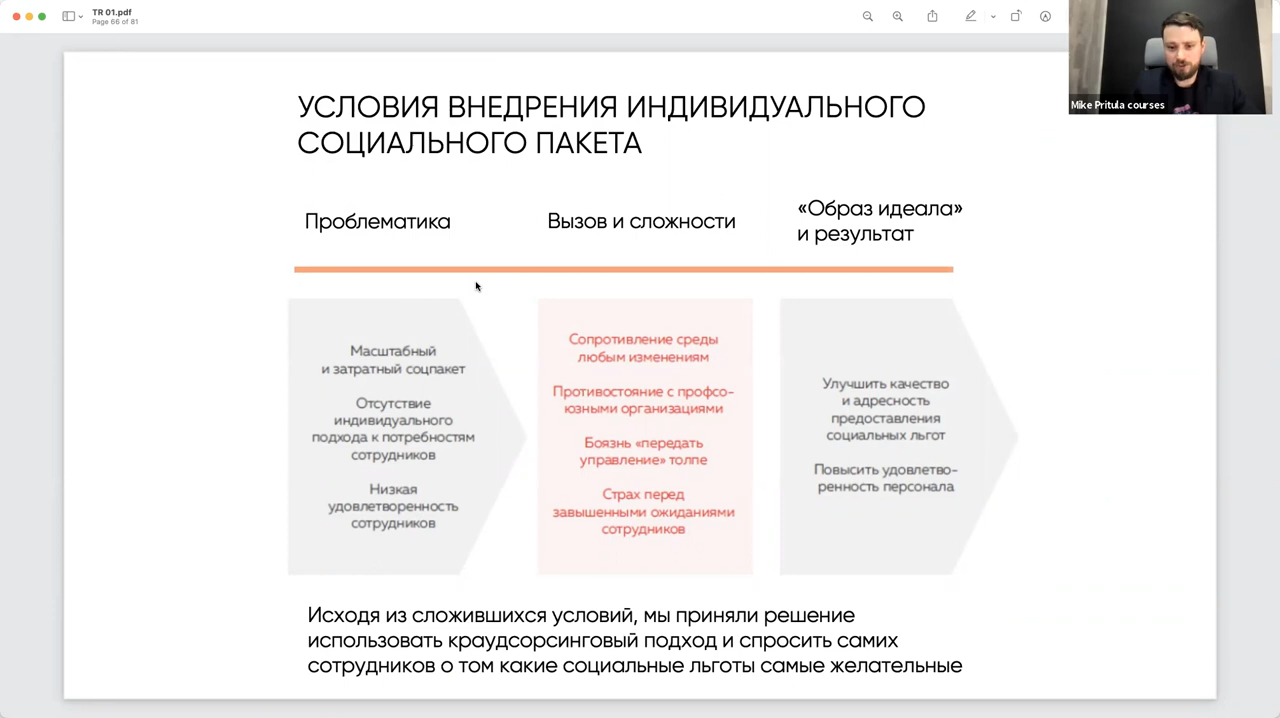 TR 01.pdf
Page 66 of 81
Mike Pritula courses
УСЛОВИЯ ВНЕДРЕНИЯ ИНДИВИДУАЛЬНОГО
СОЦИАЛЬНОГО ПАКЕТА
Проблематика
Вызов и сложности
«Образ идеала»
и результат
Масштабный
и затратный соцпакет
Отсутствие
индивидуального
подхода к потребностям
сотрудников
Низкая
удовлетворенность
сотрудников
Сопротивление среды
любым изменениям
Противостояние с профсо-
юзными организациями
Боязнь «передать
управление» толпе
Страх перед
завышенными ожиданиями
сотрудников
Улучшить качество
и адресность
предоставления
социальных льгот
Повысить удовлетво-
ренность персонала
Исходя из сложившихся условий, мы приняли решение
использовать краудсорсинговый подход и спросить самих
сотрудников о том какие социальные льготы самые желательные